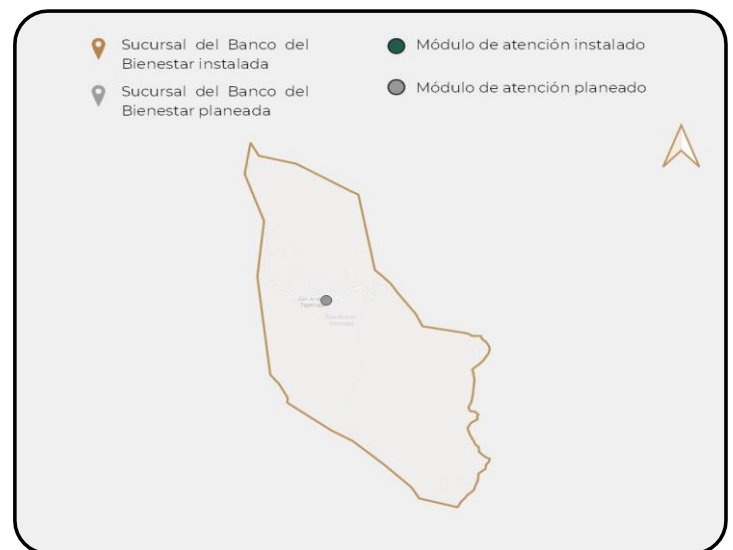 Sucursal del Banco del
Bienestar instalada
Sucursal del Banco del
Bienestar planeada
Módulo de atención instalado
Módulo de atención planeado
San